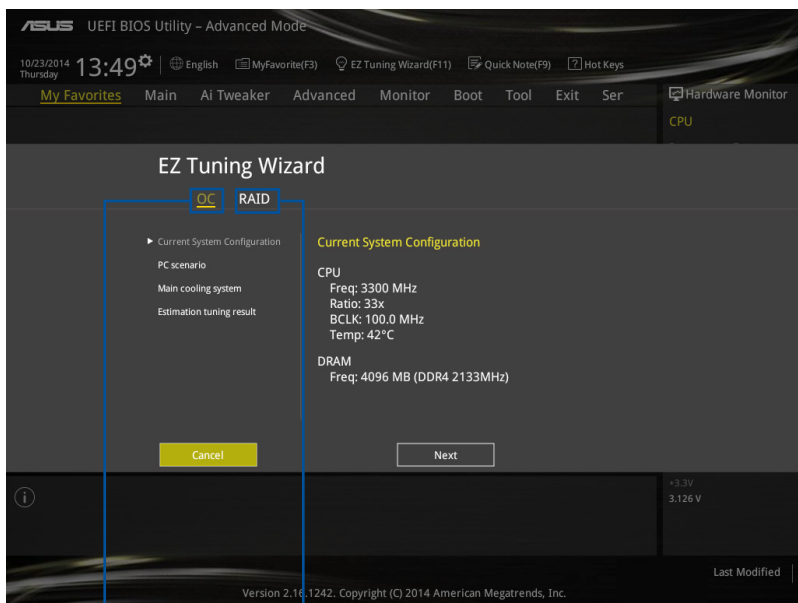 ASUS UEFI BIOS Utility – Advanced Mode
10/23/2014 Thursday 13:49 English MyFavorite(F3) EZ Tuning Wizard(F11) Quick Note(F9) ? Hot Keys
My Favorites Main Ai Tweaker Advanced Monitor Boot Tool Exit Ser Hardware Monitor
CPU
EZ Tuning Wizard
OC RAID
Current System Configuration
PC scenario
Main cooling system
Estimation tuning result
Current System Configuration
CPU
Freq: 3300 MHz
Ratio: 33x
BCLK: 100.0 MHz
Temp: 42°C
DRAM
Freq: 4096 MB (DDR4 2133MHz)
Cancel Next
+3.3V
3.126 V
Last Modified
Version 2.16.1242. Copyright (C) 2014 American Megatrends, Inc.